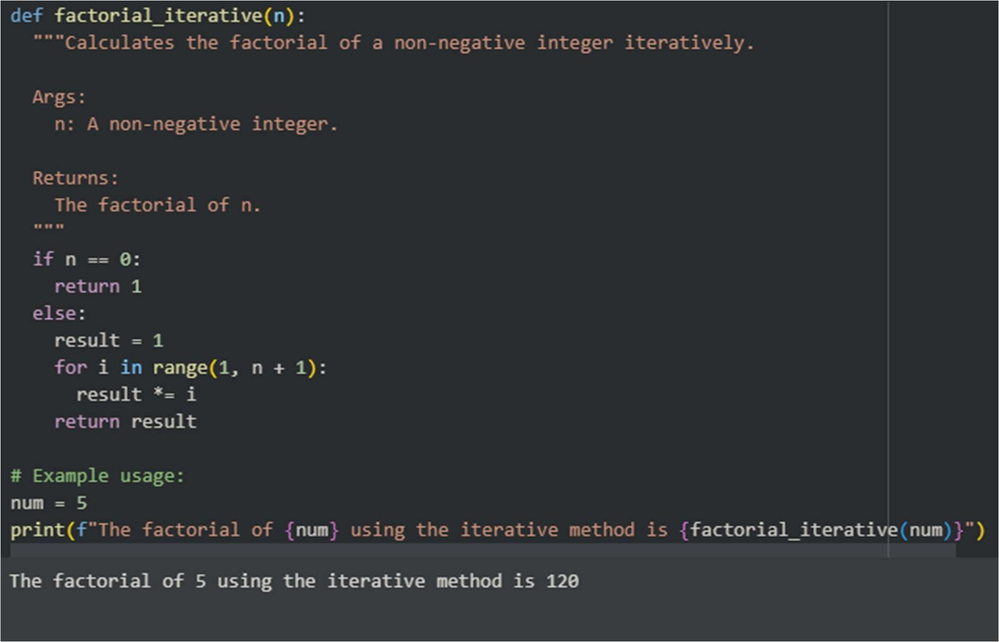 def factorial_iterative(n):
  """Calculates the factorial of a non-negative integer iteratively.

  Args:
    n: A non-negative integer.

  Returns:
    The factorial of n.
  """
  if n == 0:
    return 1
  else:
    result = 1
    for i in range(1, n + 1):
      result *= i
    return result

# Example usage:
num = 5
print(f"The factorial of {num} using the iterative method is {factorial_iterative(num)}")
The factorial of 5 using the iterative method is 120